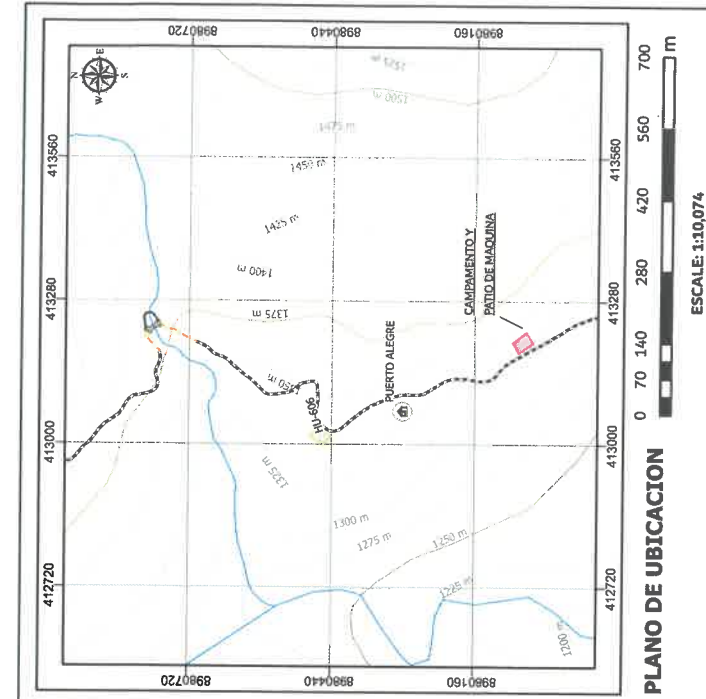 8980720
8980440
8980160
N
E
S
W
413560
413280
413000
412720
413560
413280
413000
412720
8980720
8980440
8980160
1525 m
1500 m
1475 m
1450 m
1425 m
1400 m
1375 m
1350 m
1325 m
1300 m
1275 m
1250 m
1225 m
1200 m
HU-606
PUERTO ALEGRE
CAMPAMENTO Y
PATIO DE MAQUINA
PLANO DE UBICACION
0 70 140 280 420 560 700 m
ESCALE: 1:10,074